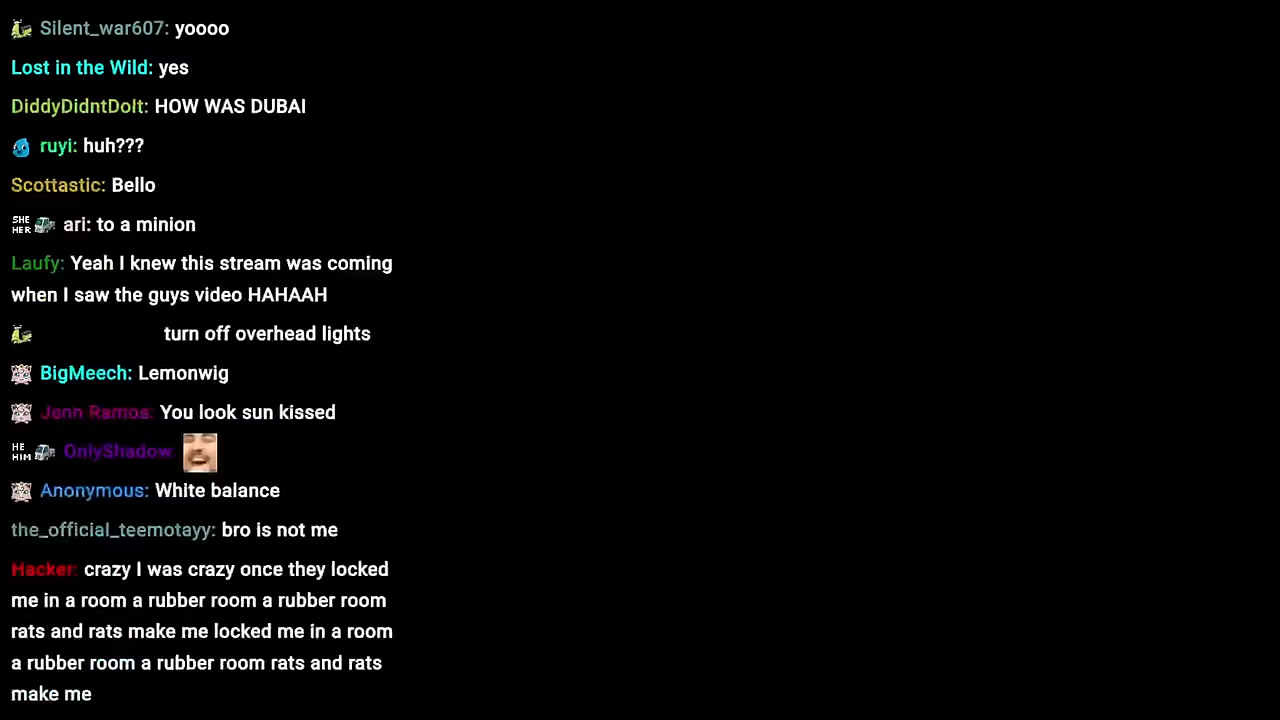 Silent_war607: yoooo
Lost in the Wild: yes
DiddyDidntDoIt: HOW WAS DUBAI
ruyi: huh???
Scottastic: Bello
SHE
HER
ari: to a minion
Laufy: Yeah I knew this stream was coming
when I saw the guys video HAHAAH
turn off overhead lights
BigMeech: Lemonwig
Jonh Ramos: You look sun kissed
HE
HIM
OnlyShadow
Anonymous: White balance
the_official_teemotayy: bro is not me
Hacker: crazy I was crazy once they locked
me in a room a rubber room a rubber room
rats and rats make me locked me in a room
a rubber room a rubber room rats and rats
make me